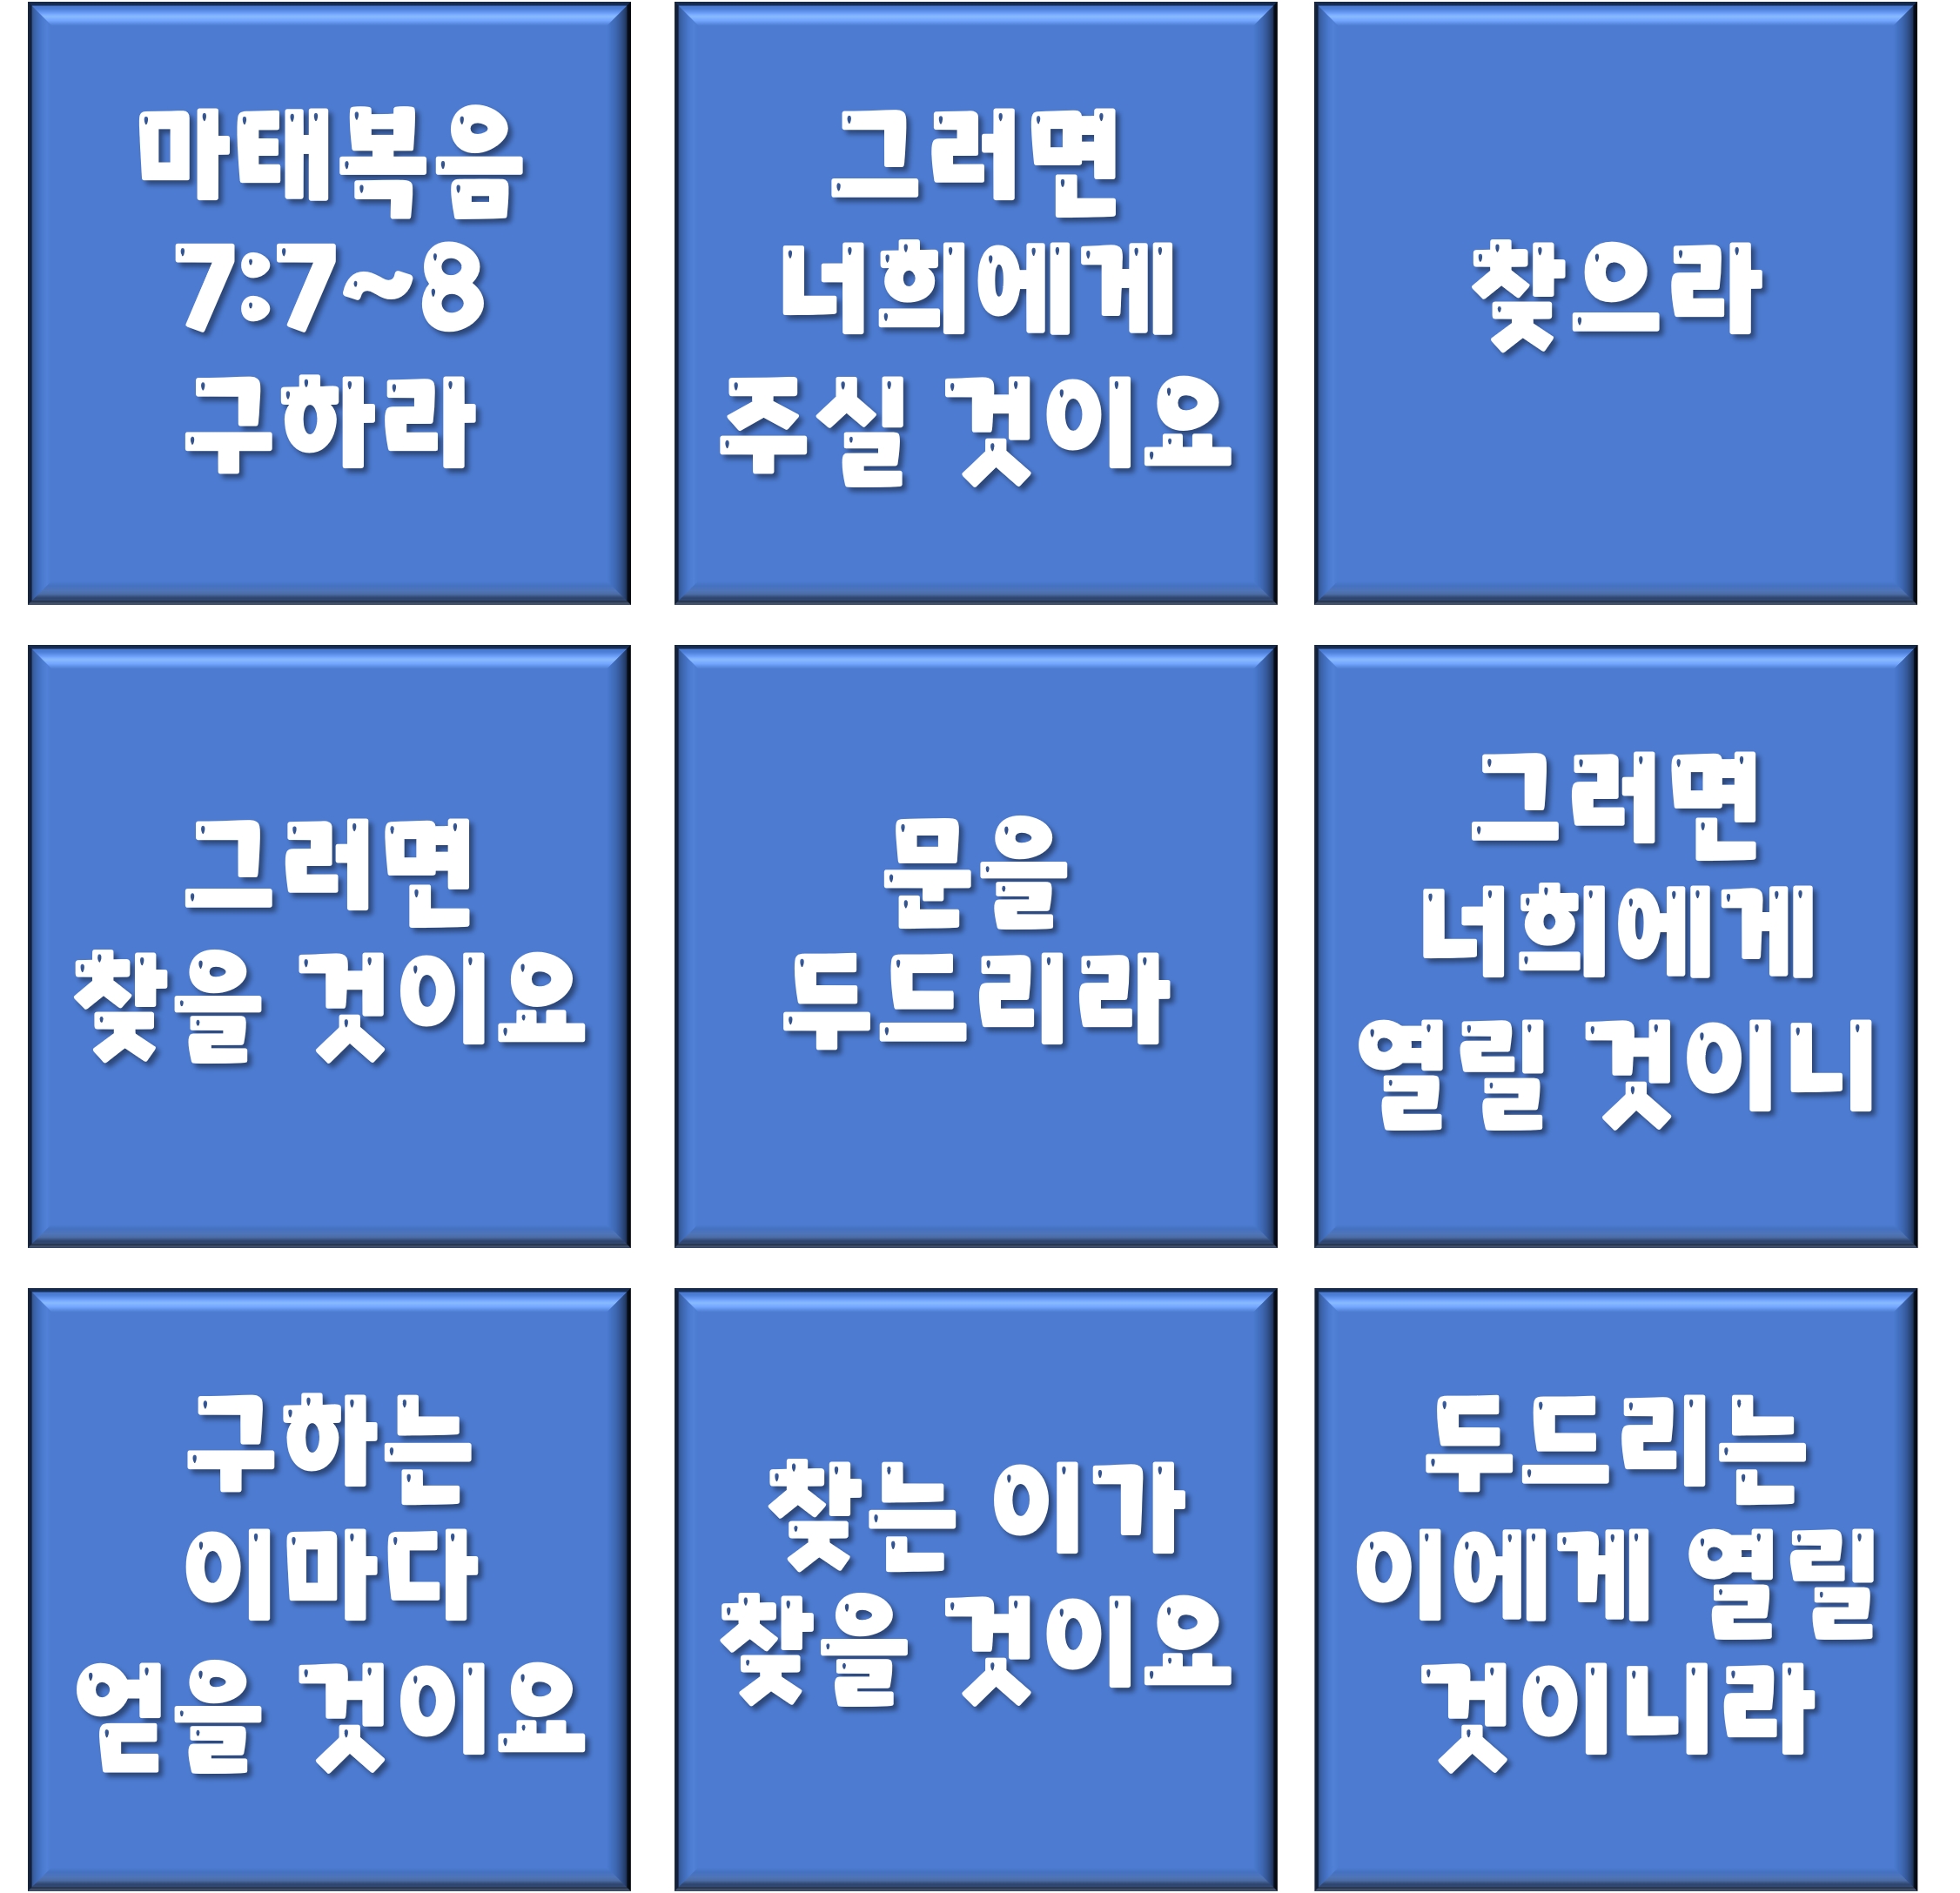 마태복음
7:7~8
구하라
그러면
너희에게
주실 것이요
찾으라
그러면
찾을 것이요
문을
두드리라
그러면
너희에게
열릴 것이니
구하는
이마다
얻을 것이요
찾는 이가
찾을 것이요
두드리는
이에게 열릴
것이니라